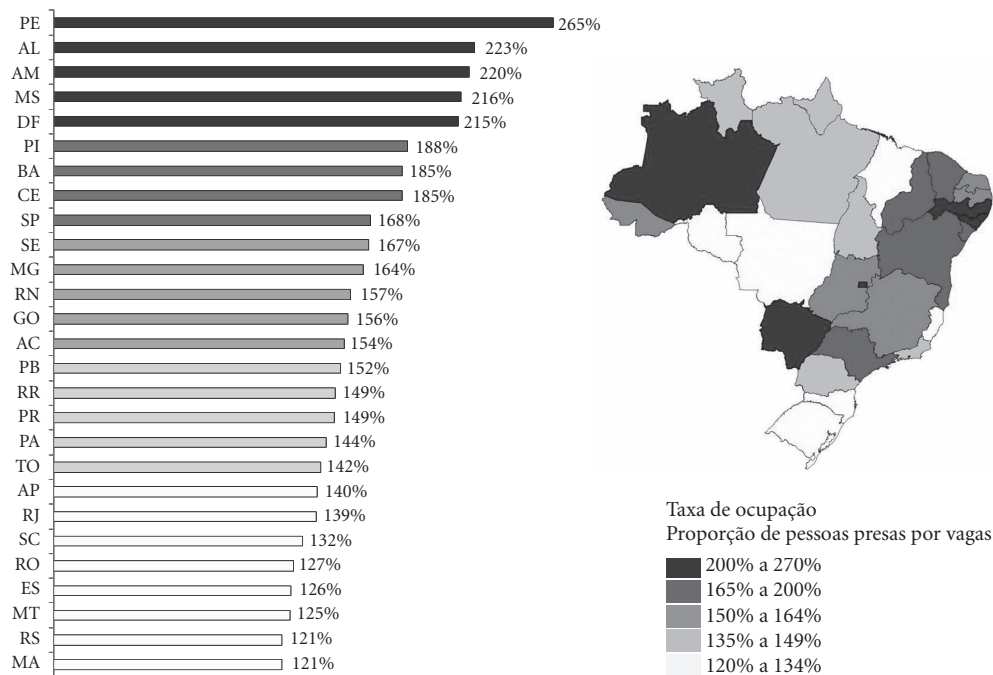 PE 265%
AL 223%
AM 220%
MS 216%
DF 215%
PI 188%
BA 185%
CE 185%
SP 168%
SE 167%
MG 164%
RN 157%
GO 156%
AC 154%
PB 152%
RR 149%
PR 149%
PA 144%
TO 142%
AP 140%
RJ 139%
SC 132%
RO 127%
ES 126%
MT 125%
RS 121%
MA 121%
Taxa de ocupação
Proporção de pessoas presas por vagas
200% a 270%
165% a 200%
150% a 164%
135% a 149%
120% a 134%